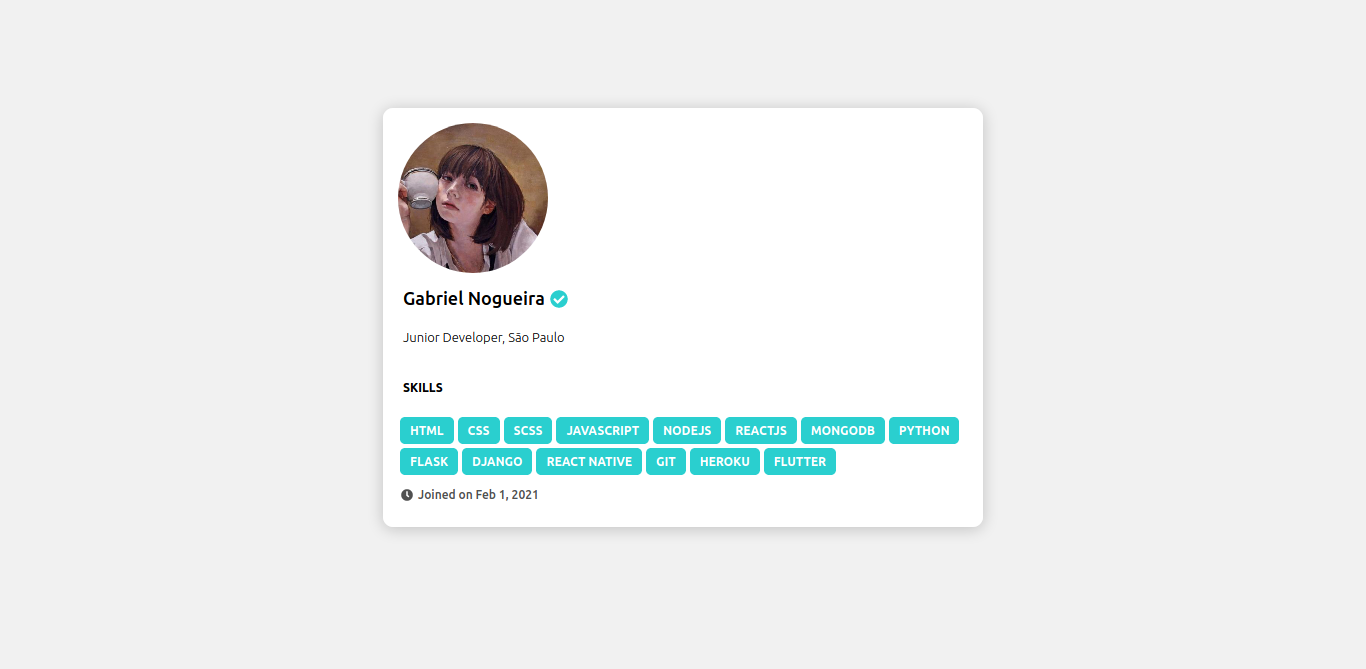 Gabriel Nogueira
Junior Developer, São Paulo
SKILLS
HTML CSS SCSS JAVASCRIPT NODEJS REACTJS MONGODB PYTHON
FLASK DJANGO REACT NATIVE GIT HEROKU FLUTTER
Joined on Feb 1, 2021